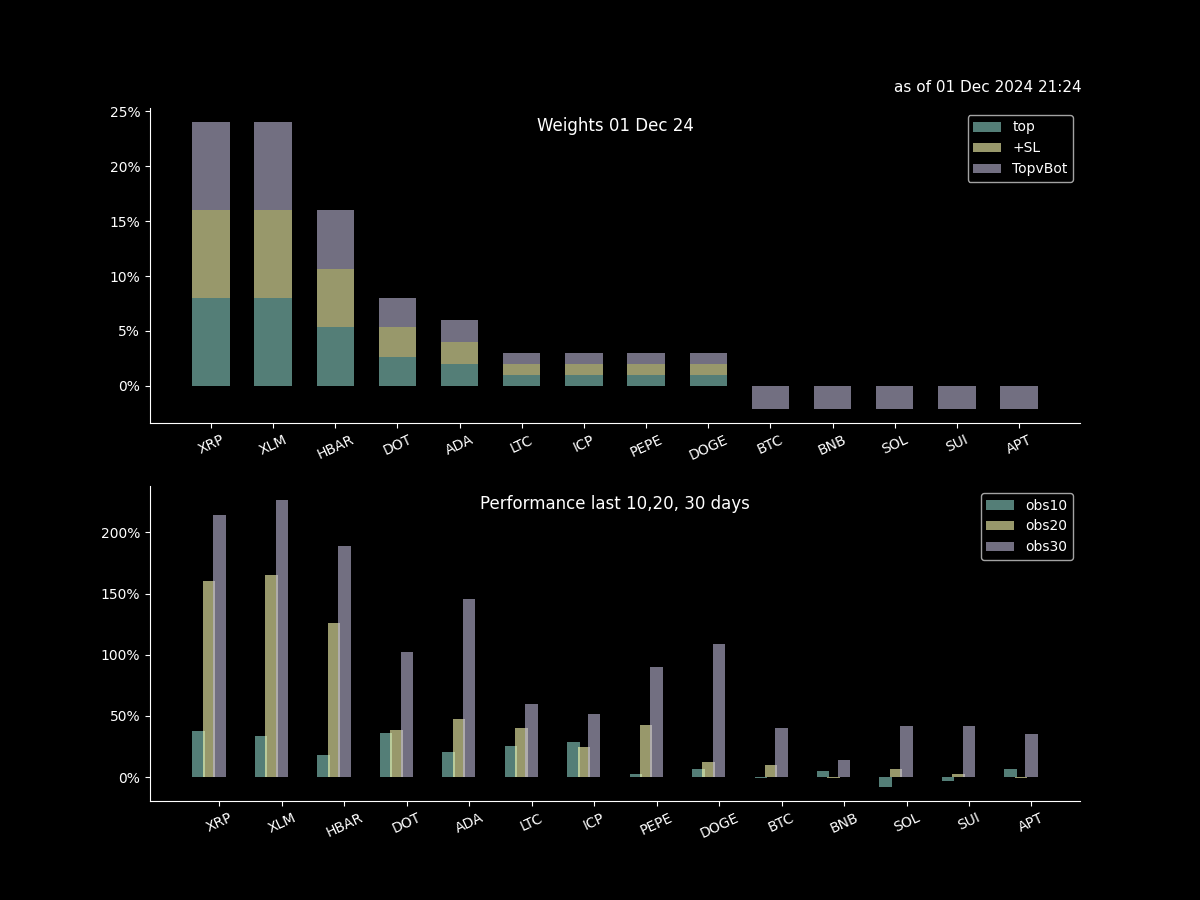 as of 01 Dec 2024 21:24
Weights 01 Dec 24
top
+SL
TopvBot
25%
20%
15%
10%
5%
0%
XRP XLM HBAR DOT ADA LTC ICP PEPE DOGE BTC BNB SOL SUI APT
Performance last 10,20, 30 days
obs10
obs20
obs30
200%
150%
100%
50%
0%
XRP XLM HBAR DOT ADA LTC ICP PEPE DOGE BTC BNB SOL SUI APT